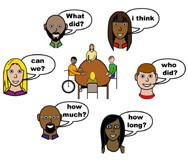 What
did?
i think
can
we?
who
did?
how
much?
how
long?